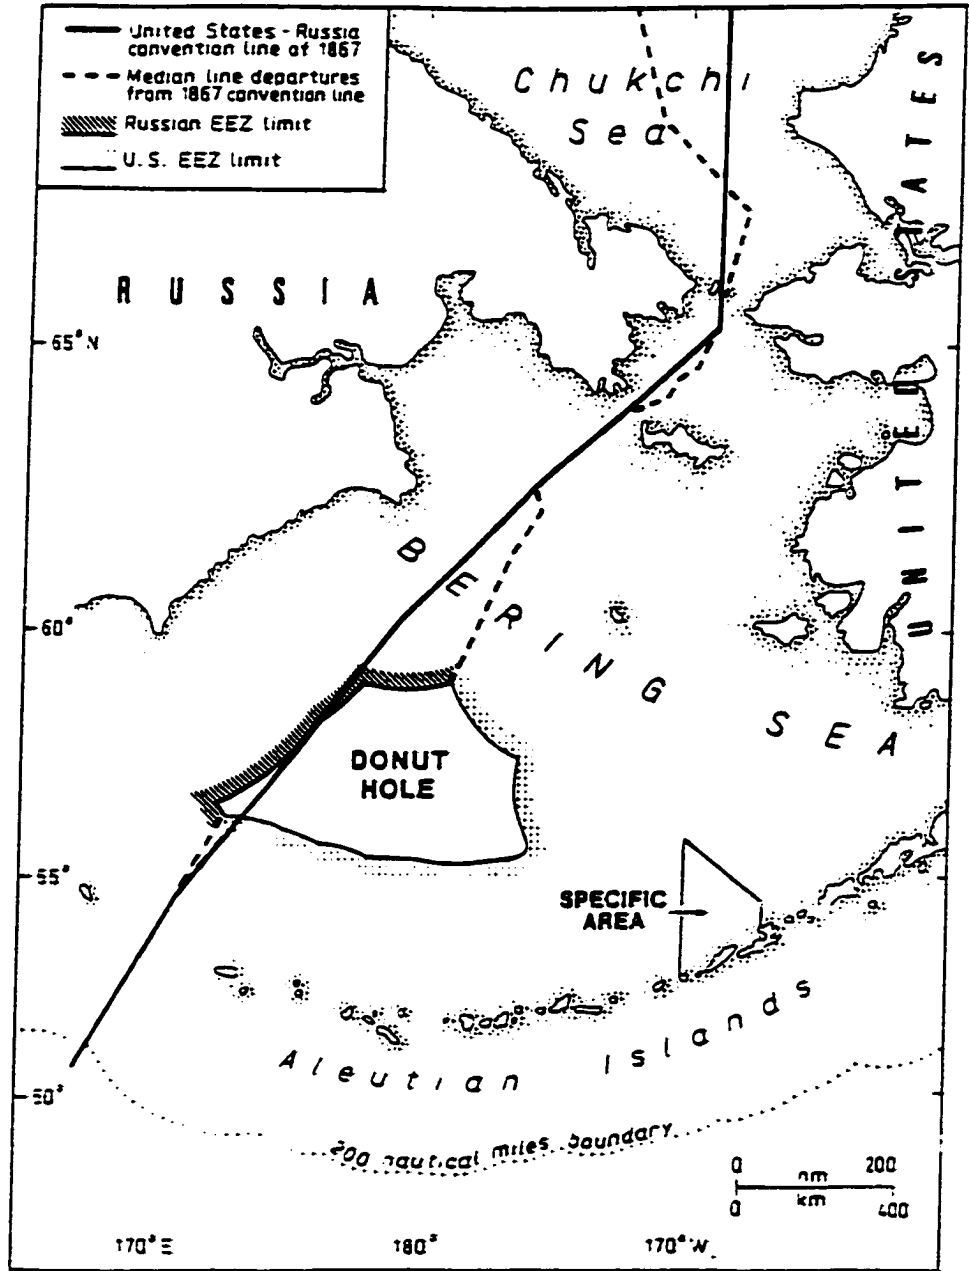 United States - Russia
convention line of 1867
Median line departures
from 1867 convention line
Russian EEZ limit
U.S. EEZ limit
Chukchi
Sea
UNITED STATES
RUSSIA
65°N
BERING SEA
60°
DONUT
HOLE
55°
SPECIFIC
AREA
Aleutian Islands
50°
200 nautical miles boundary
0 nm 200
0 km 400
170°E 180° 170°W